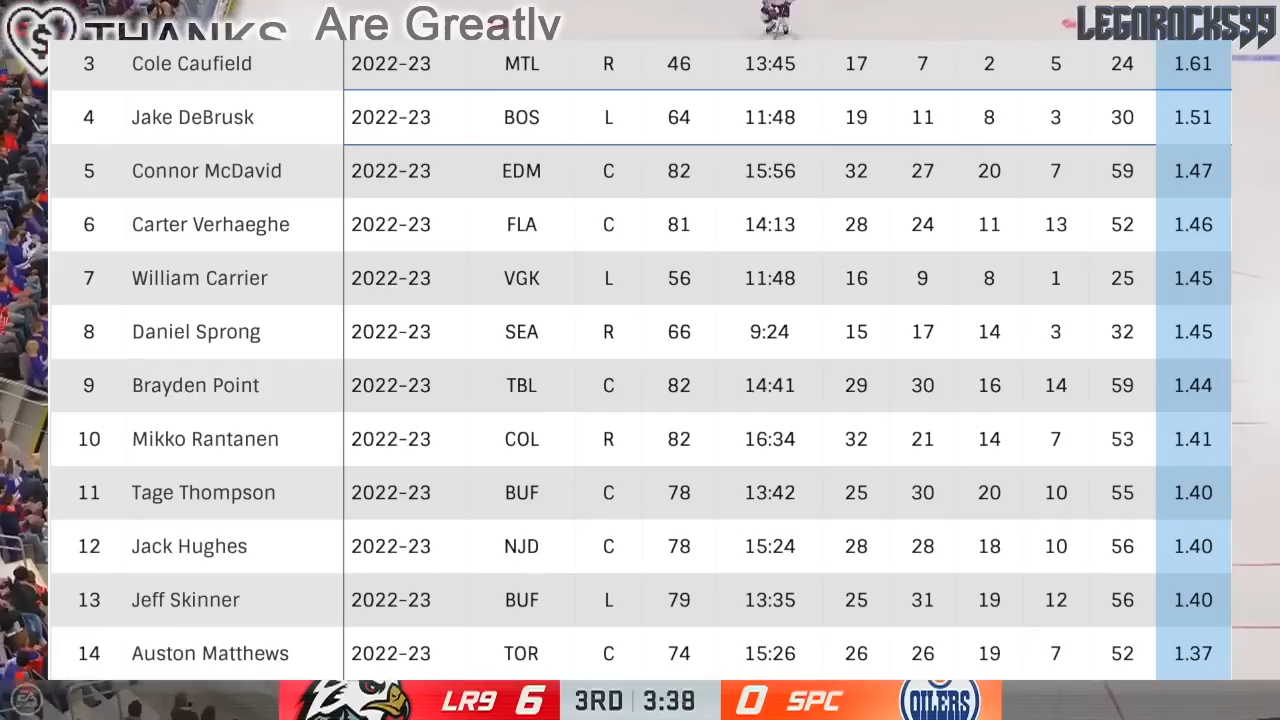 THANKS Are Greatly LEGOROCKS99
3 Cole Caufield 2022-23 MTL R 46 13:45 17 7 2 5 24 1.61
4 Jake DeBrusk 2022-23 BOS L 64 11:48 19 11 8 3 30 1.51
5 Connor McDavid 2022-23 EDM C 82 15:56 32 27 20 7 59 1.47
6 Carter Verhaeghe 2022-23 FLA C 81 14:13 28 24 11 13 52 1.46
7 William Carrier 2022-23 VGK L 56 11:48 16 9 8 1 25 1.45
8 Daniel Sprong 2022-23 SEA R 66 9:24 15 17 14 3 32 1.45
9 Brayden Point 2022-23 TBL C 82 14:41 29 30 16 14 59 1.44
10 Mikko Rantanen 2022-23 COL R 82 16:34 32 21 14 7 53 1.41
11 Tage Thompson 2022-23 BUF C 78 13:42 25 30 20 10 55 1.40
12 Jack Hughes 2022-23 NJD C 78 15:24 28 28 18 10 56 1.40
13 Jeff Skinner 2022-23 BUF L 79 13:35 25 31 19 12 56 1.40
14 Auston Matthews 2022-23 TOR C 74 15:26 26 26 19 7 52 1.37
EA LR9 6 3RD 3:38 0 SPC OILERS